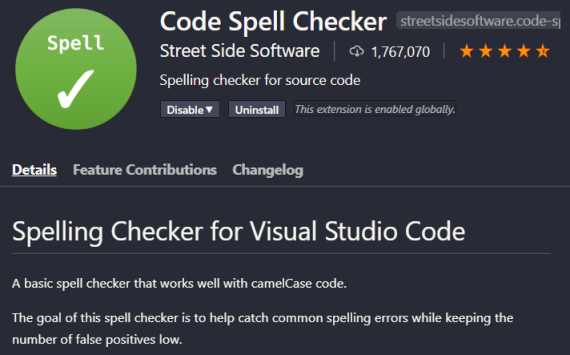 Spell
Code Spell Checker streetsidesoftware.code-sp
Street Side Software 1,767,070
Spelling checker for source code
Disable Uninstall This extension is enabled globally.
Details Feature Contributions Changelog
Spelling Checker for Visual Studio Code
A basic spell checker that works well with camelCase code.
The goal of this spell checker is to help catch common spelling errors while keeping the
number of false positives low.